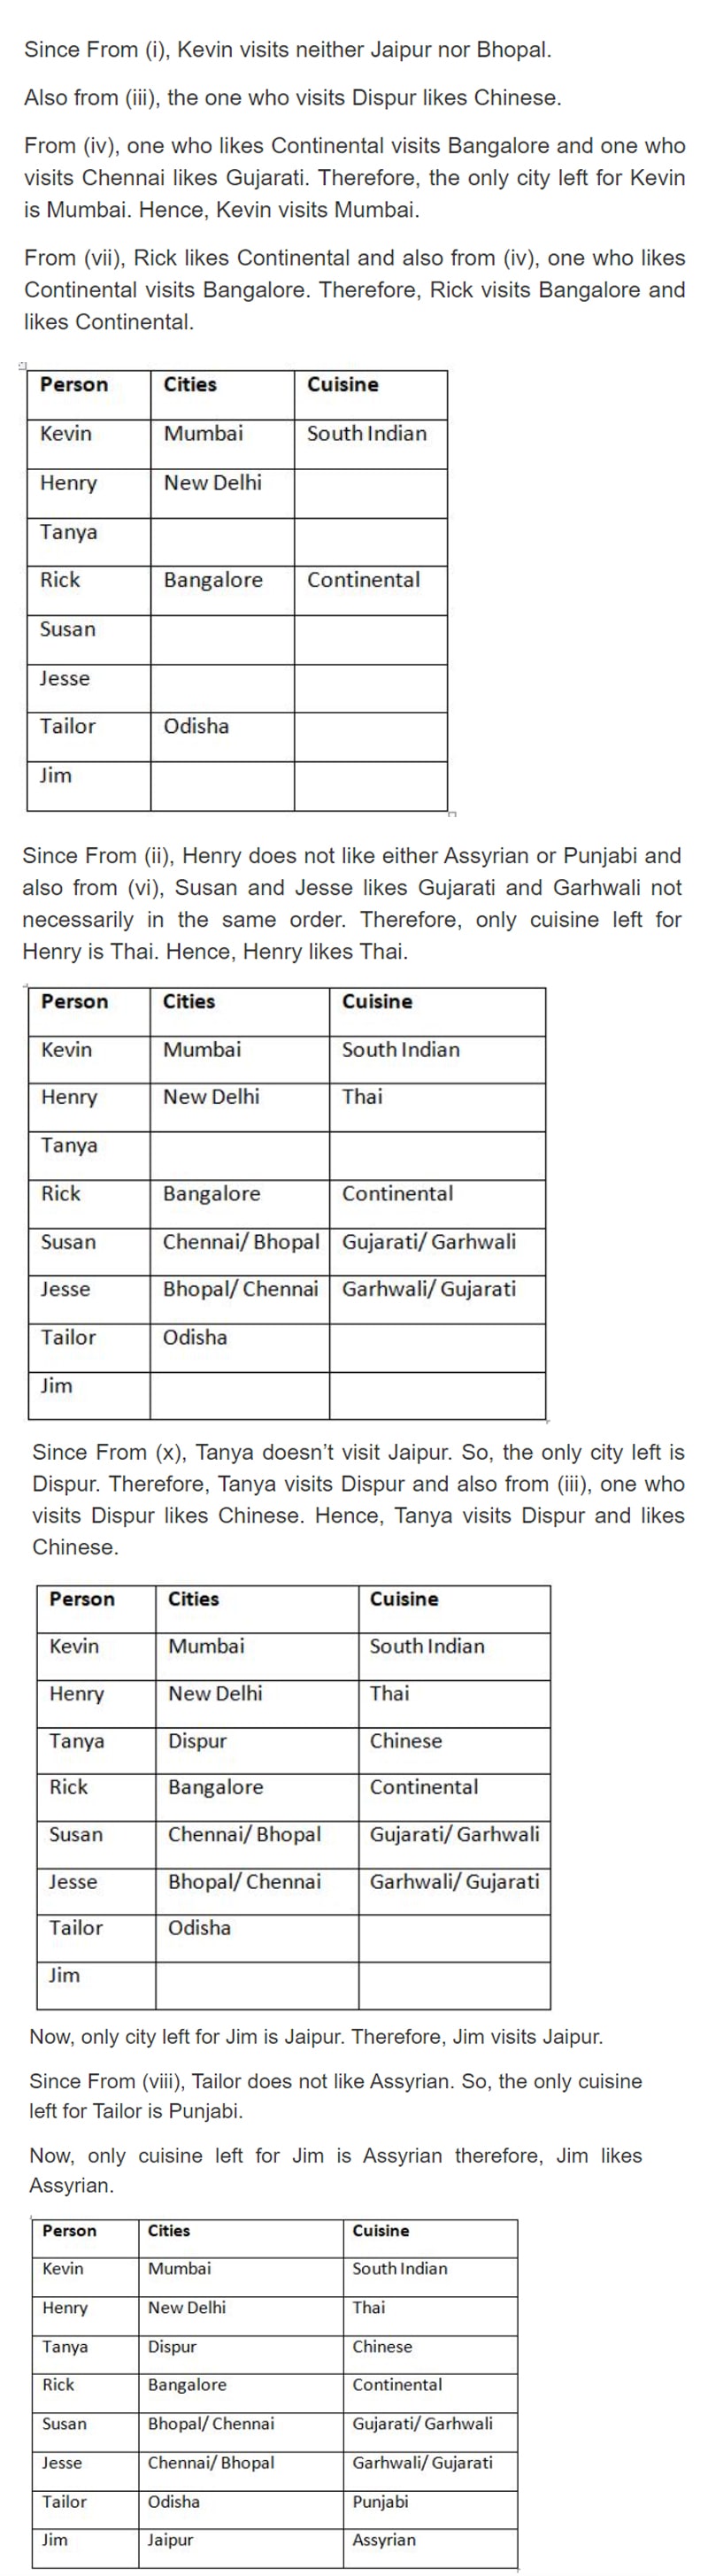 Since From (i), Kevin visits neither Jaipur nor Bhopal.
Also from (iii), the one who visits Dispur likes Chinese.
From (iv), one who likes Continental visits Bangalore and one who
visits Chennai likes Gujarati. Therefore, the only city left for Kevin
is Mumbai. Hence, Kevin visits Mumbai.
From (vii), Rick likes Continental and also from (iv), one who likes
Continental visits Bangalore. Therefore, Rick visits Bangalore and
likes Continental.
Person Cities Cuisine
Kevin Mumbai South Indian
Henry New Delhi
Tanya
Rick Bangalore Continental
Susan
Jesse
Tailor Odisha
Jim
Since From (ii), Henry does not like either Assyrian or Punjabi and
also from (vi), Susan and Jesse likes Gujarati and Garhwali not
necessarily in the same order. Therefore, only cuisine left for
Henry is Thai. Hence, Henry likes Thai.
Person Cities Cuisine
Kevin Mumbai South Indian
Henry New Delhi Thai
Tanya
Rick Bangalore Continental
Susan Chennai/ Bhopal Gujarati/ Garhwali
Jesse Bhopal/ Chennai Garhwali/ Gujarati
Tailor Odisha
Jim
Since From (x), Tanya doesn’t visit Jaipur. So, the only city left is
Dispur. Therefore, Tanya visits Dispur and also from (iii), one who
visits Dispur likes Chinese. Hence, Tanya visits Dispur and likes
Chinese.
Person Cities Cuisine
Kevin Mumbai South Indian
Henry New Delhi Thai
Tanya Dispur Chinese
Rick Bangalore Continental
Susan Chennai/ Bhopal Gujarati/ Garhwali
Jesse Bhopal/ Chennai Garhwali/ Gujarati
Tailor Odisha
Jim
Now, only city left for Jim is Jaipur. Therefore, Jim visits Jaipur.
Since From (viii), Tailor does not like Assyrian. So, the only cuisine
left for Tailor is Punjabi.
Now, only cuisine left for Jim is Assyrian therefore, Jim likes
Assyrian.
Person Cities Cuisine
Kevin Mumbai South Indian
Henry New Delhi Thai
Tanya Dispur Chinese
Rick Bangalore Continental
Susan Bhopal/ Chennai Gujarati/ Garhwali
Jesse Chennai/ Bhopal Garhwali/ Gujarati
Tailor Odisha Punjabi
Jim Jaipur Assyrian